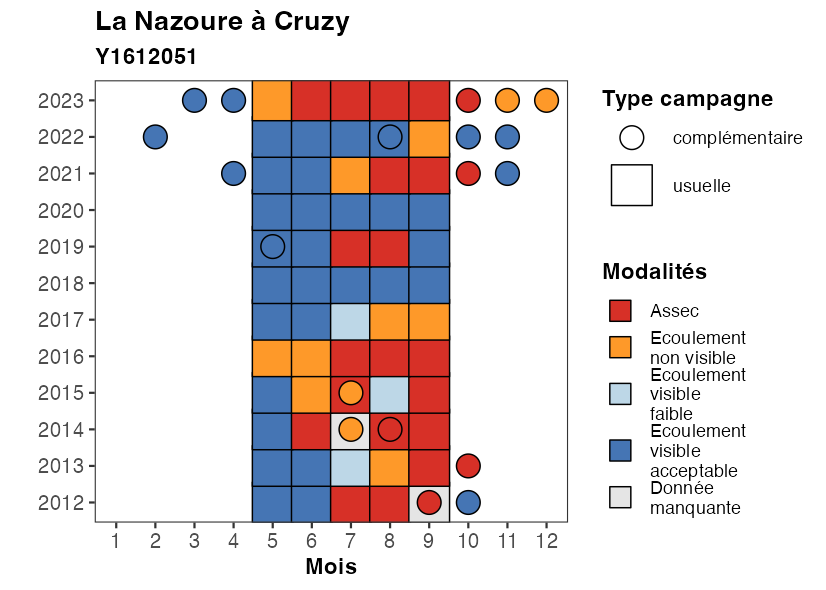 La Nazoure à Cruzy
Y1612051
2023
2022
2021
2020
2019
2018
2017
2016
2015
2014
2013
2012
1 2 3 4 5 6 7 8 9 10 11 12
Mois
Type campagne
complémentaire
usuelle
Modalités
Assec
Ecoulement
non visible
Ecoulement
visible
faible
Ecoulement
visible
acceptable
Donnée
manquante